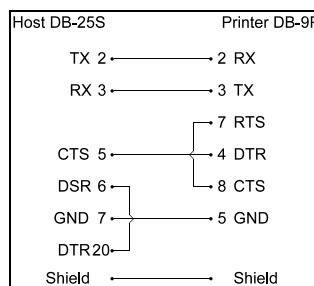 Host DB-25S Printer DB-9P
TX 2 2 RX
RX 3 3 TX
7 RTS
CTS 5 4 DTR
DSR 6 8 CTS
GND 7 5 GND
DTR 20
Shield Shield